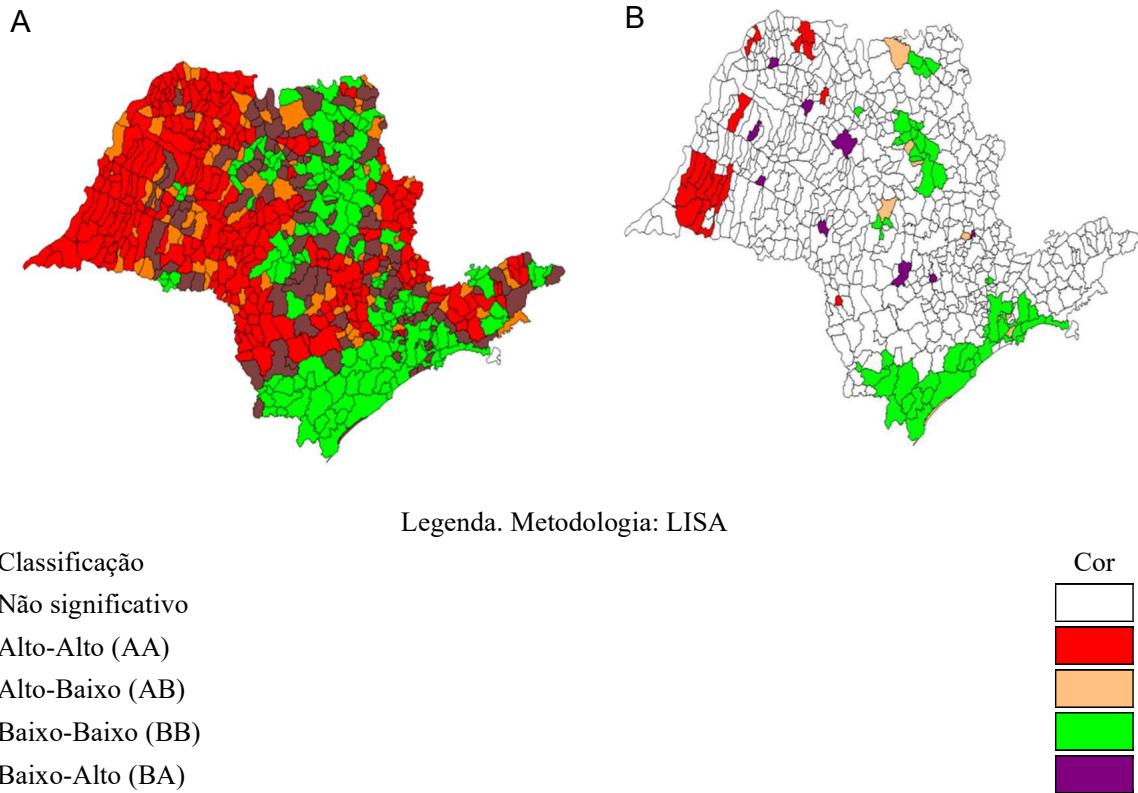 A
B
Legenda. Metodologia: LISA
Classificação Cor
Não significativo
Alto-Alto (AA)
Alto-Baixo (AB)
Baixo-Baixo (BB)
Baixo-Alto (BA)